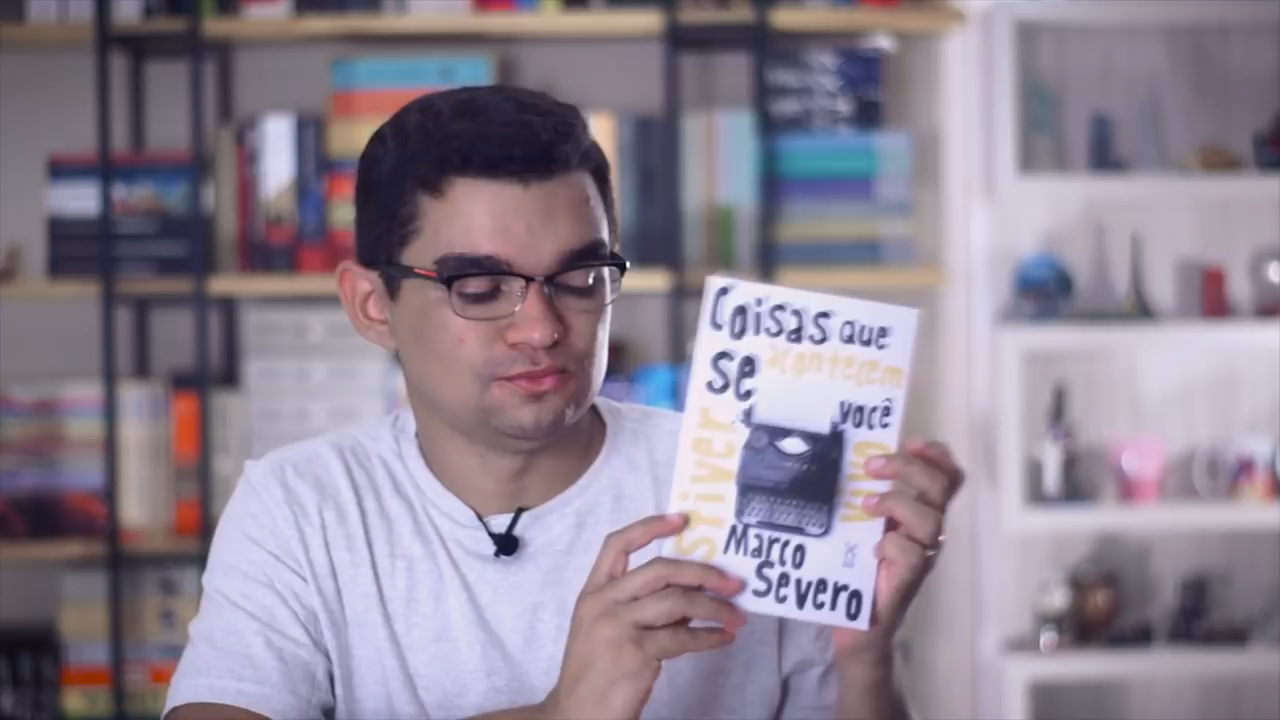 Coisas que
acontecem
se
estiver
você
vivo
Marco
Severo